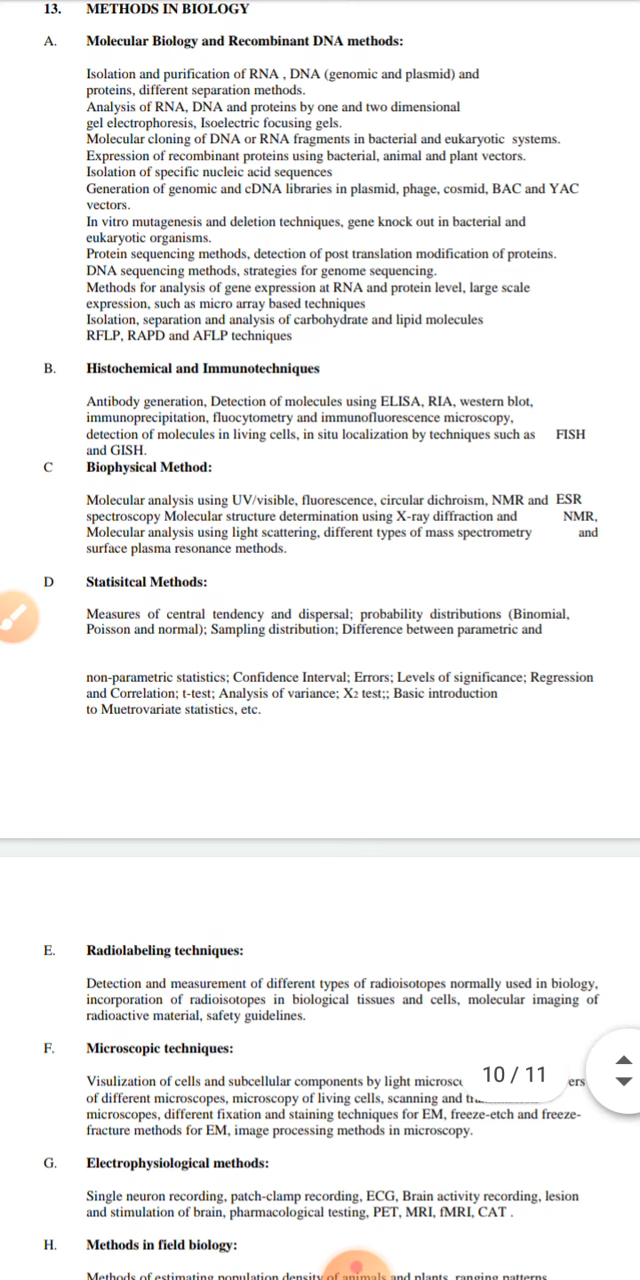 13. METHODS IN BIOLOGY
A. Molecular Biology and Recombinant DNA methods:
Isolation and purification of RNA , DNA (genomic and plasmid) and
proteins, different separation methods.
Analysis of RNA, DNA and proteins by one and two dimensional
gel electrophoresis, Isoelectric focusing gels.
Molecular cloning of DNA or RNA fragments in bacterial and eukaryotic systems.
Expression of recombinant proteins using bacterial, animal and plant vectors.
Isolation of specific nucleic acid sequences
Generation of genomic and cDNA libraries in plasmid, phage, cosmid, BAC and YAC
vectors.
In vitro mutagenesis and deletion techniques, gene knock out in bacterial and
eukaryotic organisms.
Protein sequencing methods, detection of post translation modification of proteins.
DNA sequencing methods, strategies for genome sequencing.
Methods for analysis of gene expression at RNA and protein level, large scale
expression, such as micro array based techniques
Isolation, separation and analysis of carbohydrate and lipid molecules
RFLP, RAPD and AFLP techniques
B. Histochemical and Immunotechniques
Antibody generation, Detection of molecules using ELISA, RIA, western blot,
immunoprecipitation, fluocytometry and immunofluorescence microscopy,
detection of molecules in living cells, in situ localization by techniques such as FISH
and GISH.
C Biophysical Method:
Molecular analysis using UV/visible, fluorescence, circular dichroism, NMR and ESR
spectroscopy Molecular structure determination using X-ray diffraction and NMR,
Molecular analysis using light scattering, different types of mass spectrometry and
surface plasma resonance methods.
D Statisitcal Methods:
Measures of central tendency and dispersal; probability distributions (Binomial,
Poisson and normal); Sampling distribution; Difference between parametric and
non-parametric statistics; Confidence Interval; Errors; Levels of significance; Regression
and Correlation; t-test; Analysis of variance; X2 test;; Basic introduction
to Muetrovariate statistics, etc.
E. Radiolabeling techniques:
Detection and measurement of different types of radioisotopes normally used in biology,
incorporation of radioisotopes in biological tissues and cells, molecular imaging of
radioactive material, safety guidelines.
F. Microscopic techniques:
10 / 11
Visulization of cells and subcellular components by light
of different microscopes, microscopy of living cells, scanning and
microscopes, different fixation and staining techniques for EM, freeze-etch and freeze-
fracture methods for EM, image processing methods in microscopy.
G. Electrophysiological methods:
Single neuron recording, patch-clamp recording, ECG, Brain activity recording, lesion
and stimulation of brain, pharmacological testing, PET, MRI, fMRI, CAT .
H. Methods in field biology:
Methods of estimating population density of animals and plants, ranging patterns